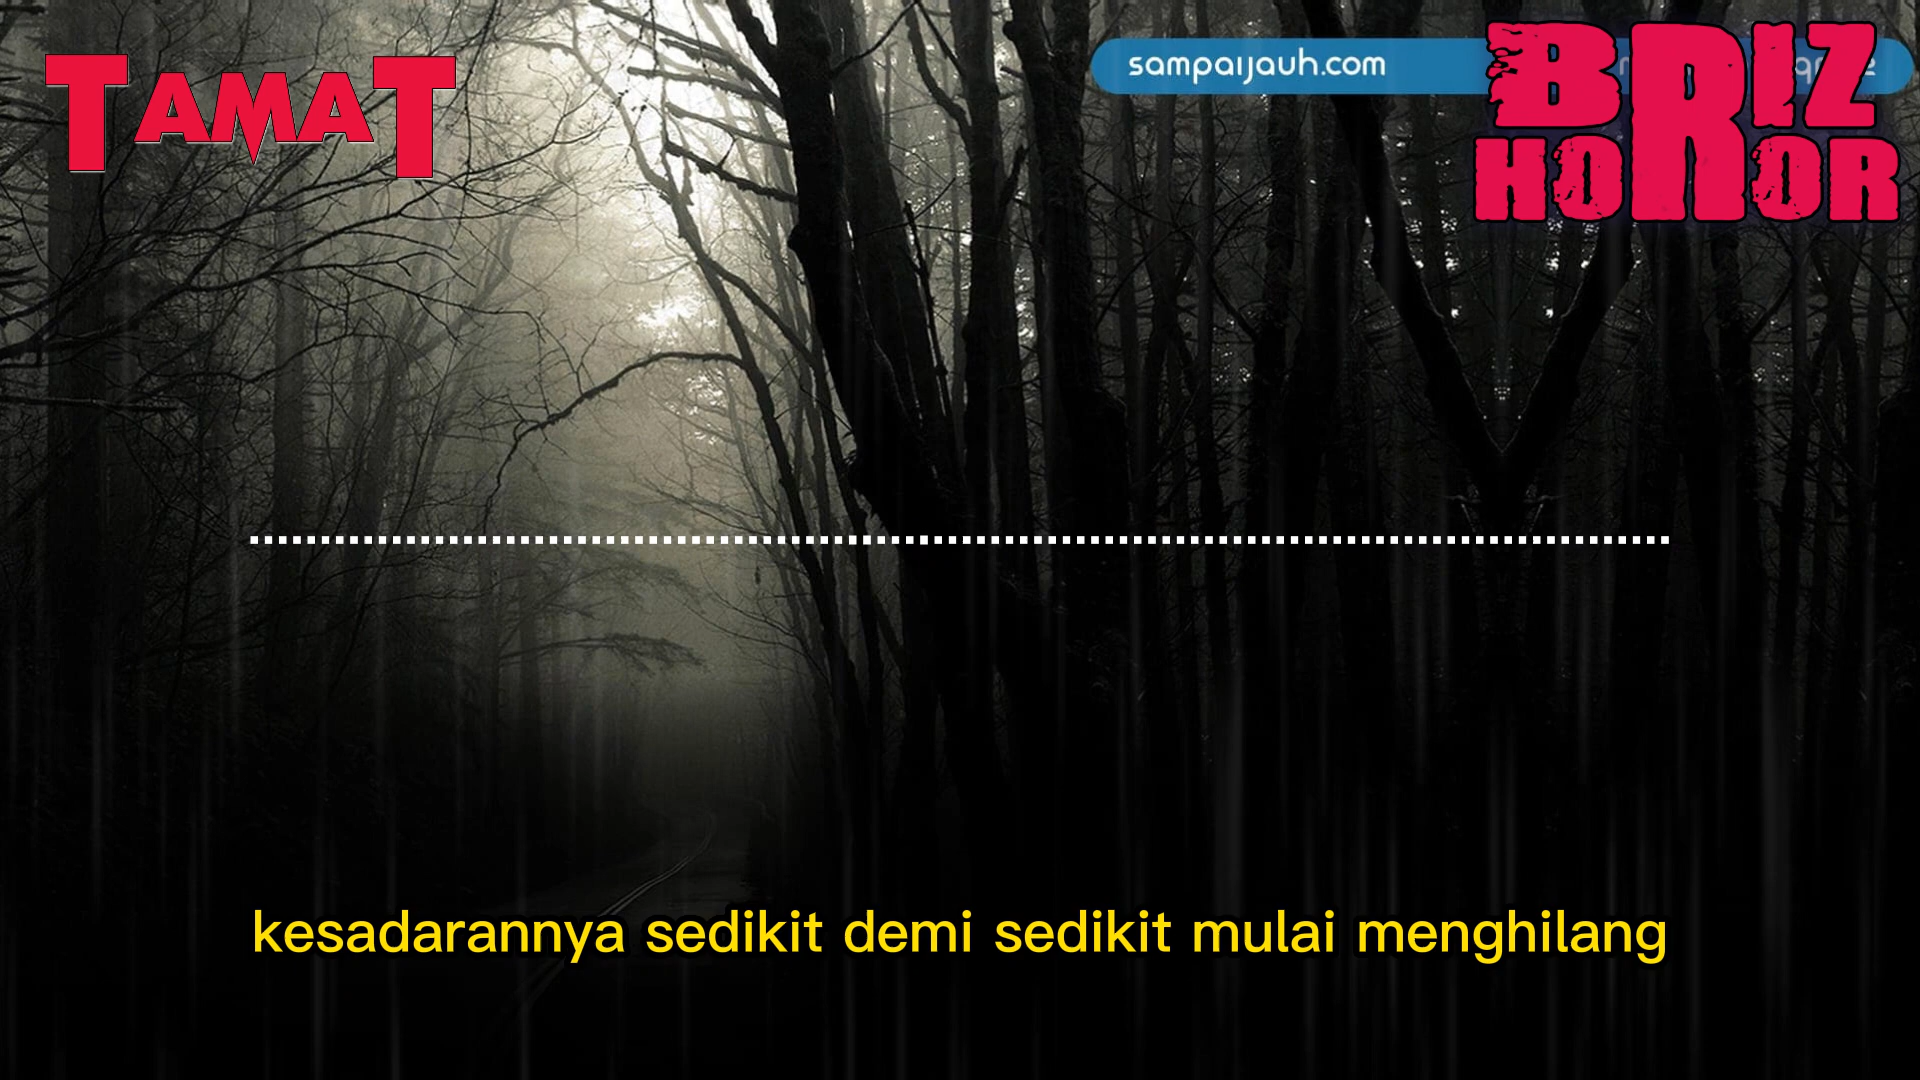 TAMAT
sampaijauh.com
BRIZ
HOROR
kesadarannya sedikit demi sedikit mulai menghilang